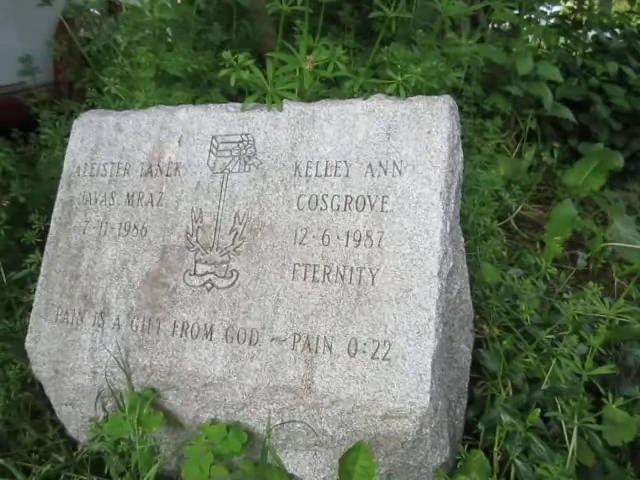 ALEISTER TANEK
JAVAS MRAZ
7-11-1986
KELLEY ANN
COSGROVE
12-6-1987
ETERNITY
"PAIN IS A GIFT FROM GOD ~ PAIN 0:22